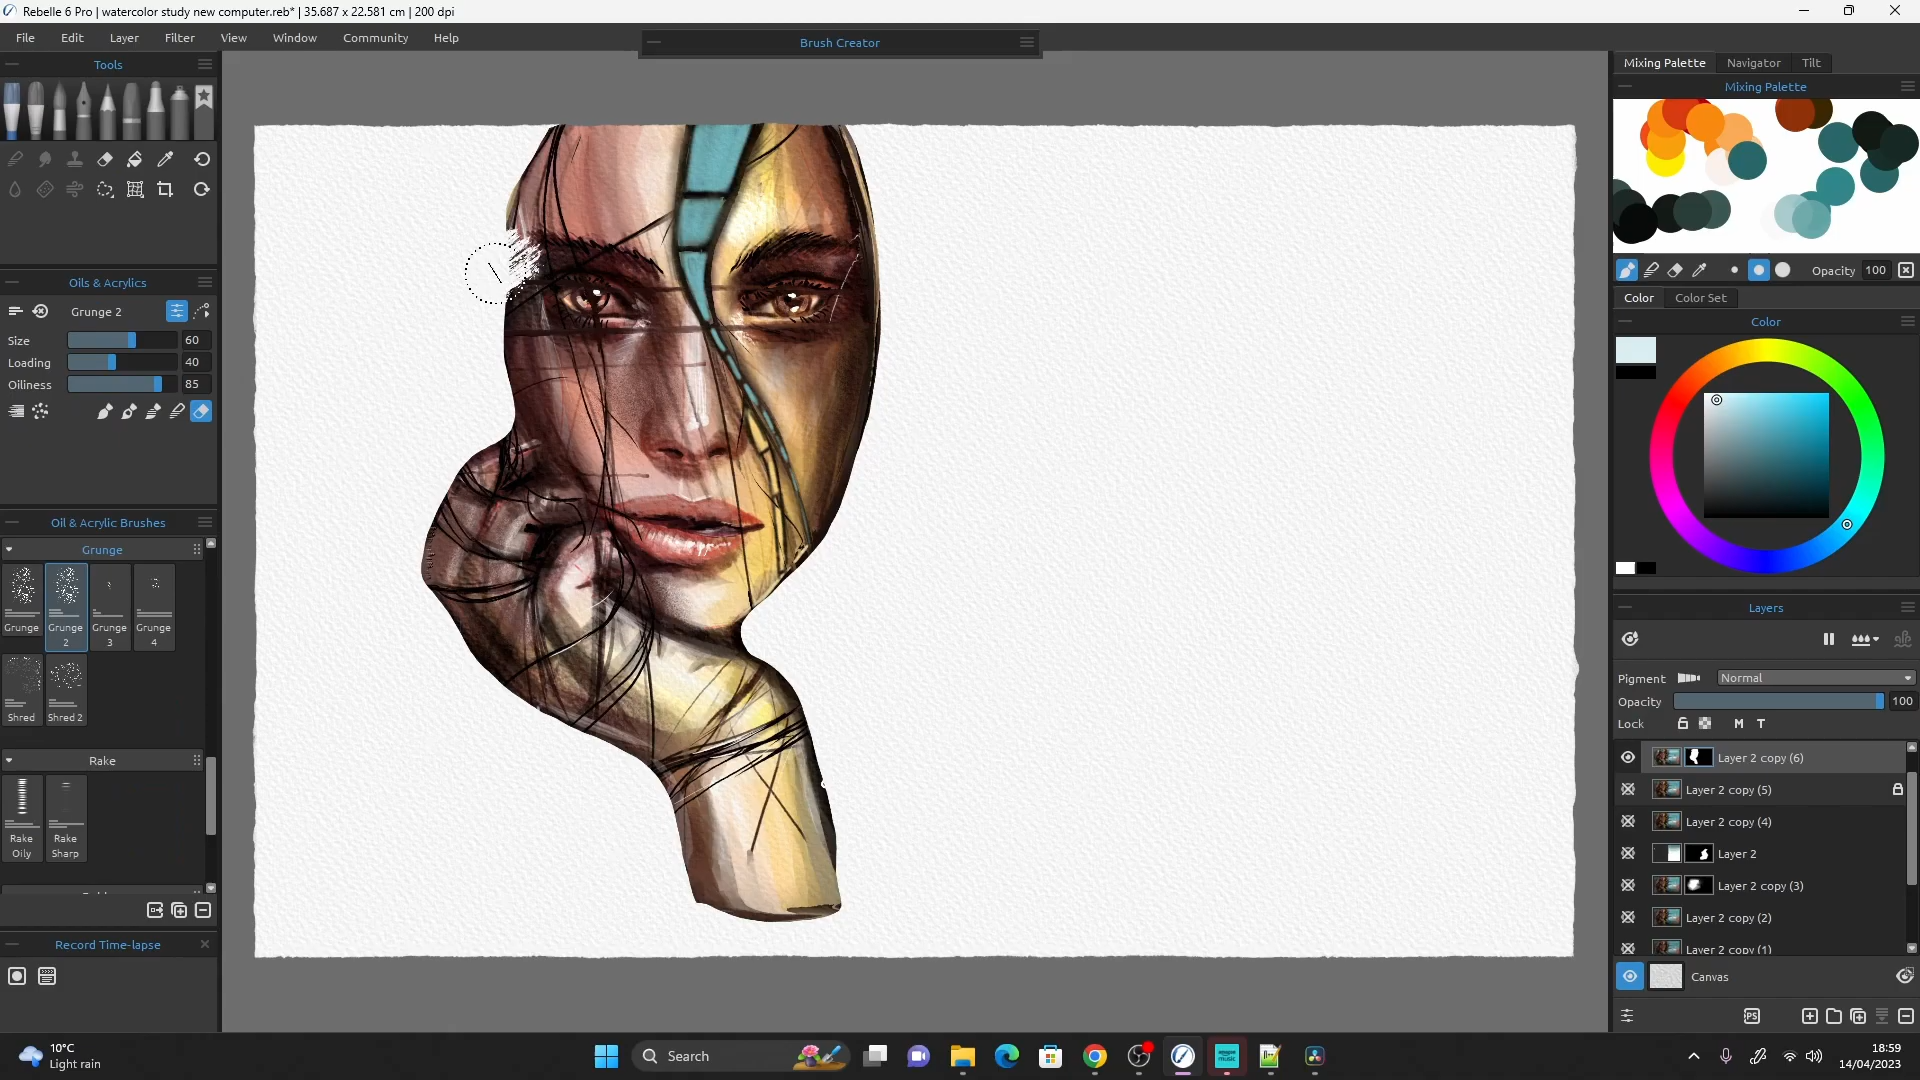 Rebelle 6 Pro | watercolor study new computer.reb* | 35.687 x 22.581 cm | 200 dpi
File Edit Layer Filter View Window Community Help
Brush Creator
Tools
Oils & Acrylics
Grunge 2
Size 60
Loading 40
Oiliness 85
Oil & Acrylic Brushes
Grunge
Grunge
Grunge 2
Grunge 3
Grunge 4
Shred
Shred 2
Rake
Rake Oily
Rake Sharp
Record Time-lapse
Mixing Palette Navigator Tilt
Mixing Palette
Opacity 100
Color Color Set
Color
Layers
Pigment Normal
Opacity 100
Lock M T
Layer 2 copy (6)
Layer 2 copy (5)
Layer 2 copy (4)
Layer 2
Layer 2 copy (3)
Layer 2 copy (2)
Layer 2 copy (1)
Canvas
PS
10°C
Light rain
Search
18:59
14/04/2023